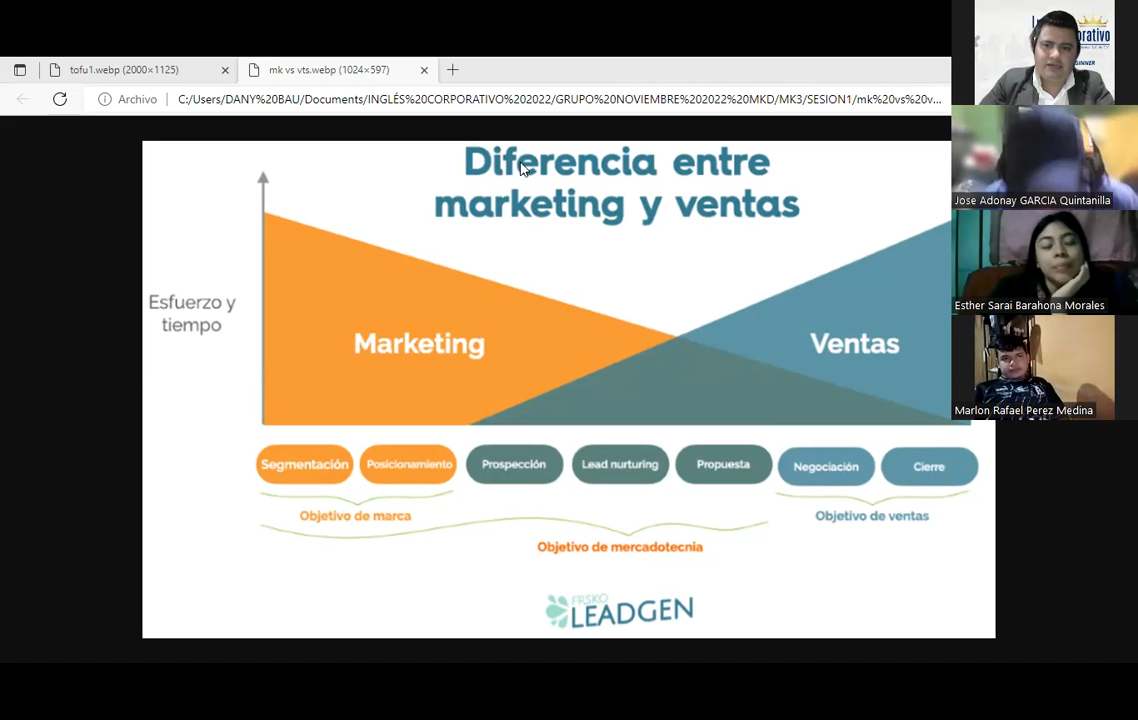 tofu1.webp (2000×1125)
mk vs vts.webp (1024×597)
Archivo
C:/Users/DANY%20BAU/Documents/INGLÉS%20CORPORATIVO%202022/GRUPO%20NOVIEMBRE%202022%20MKD/MK3/SESION1/mk%20vs%20v...
Diferencia entre
marketing y ventas
Esfuerzo y
tiempo
Marketing
Ventas
Segmentación
Posicionamiento
Prospección
Lead nurturing
Propuesta
Negociación
Cierre
Objetivo de marca
Objetivo de ventas
Objetivo de mercadotecnia
FRSKO
LEADGEN
Jose Adonay GARCIA Quintanilla
Esther Sarai Barahona Morales
Marlon Rafael Perez Medina